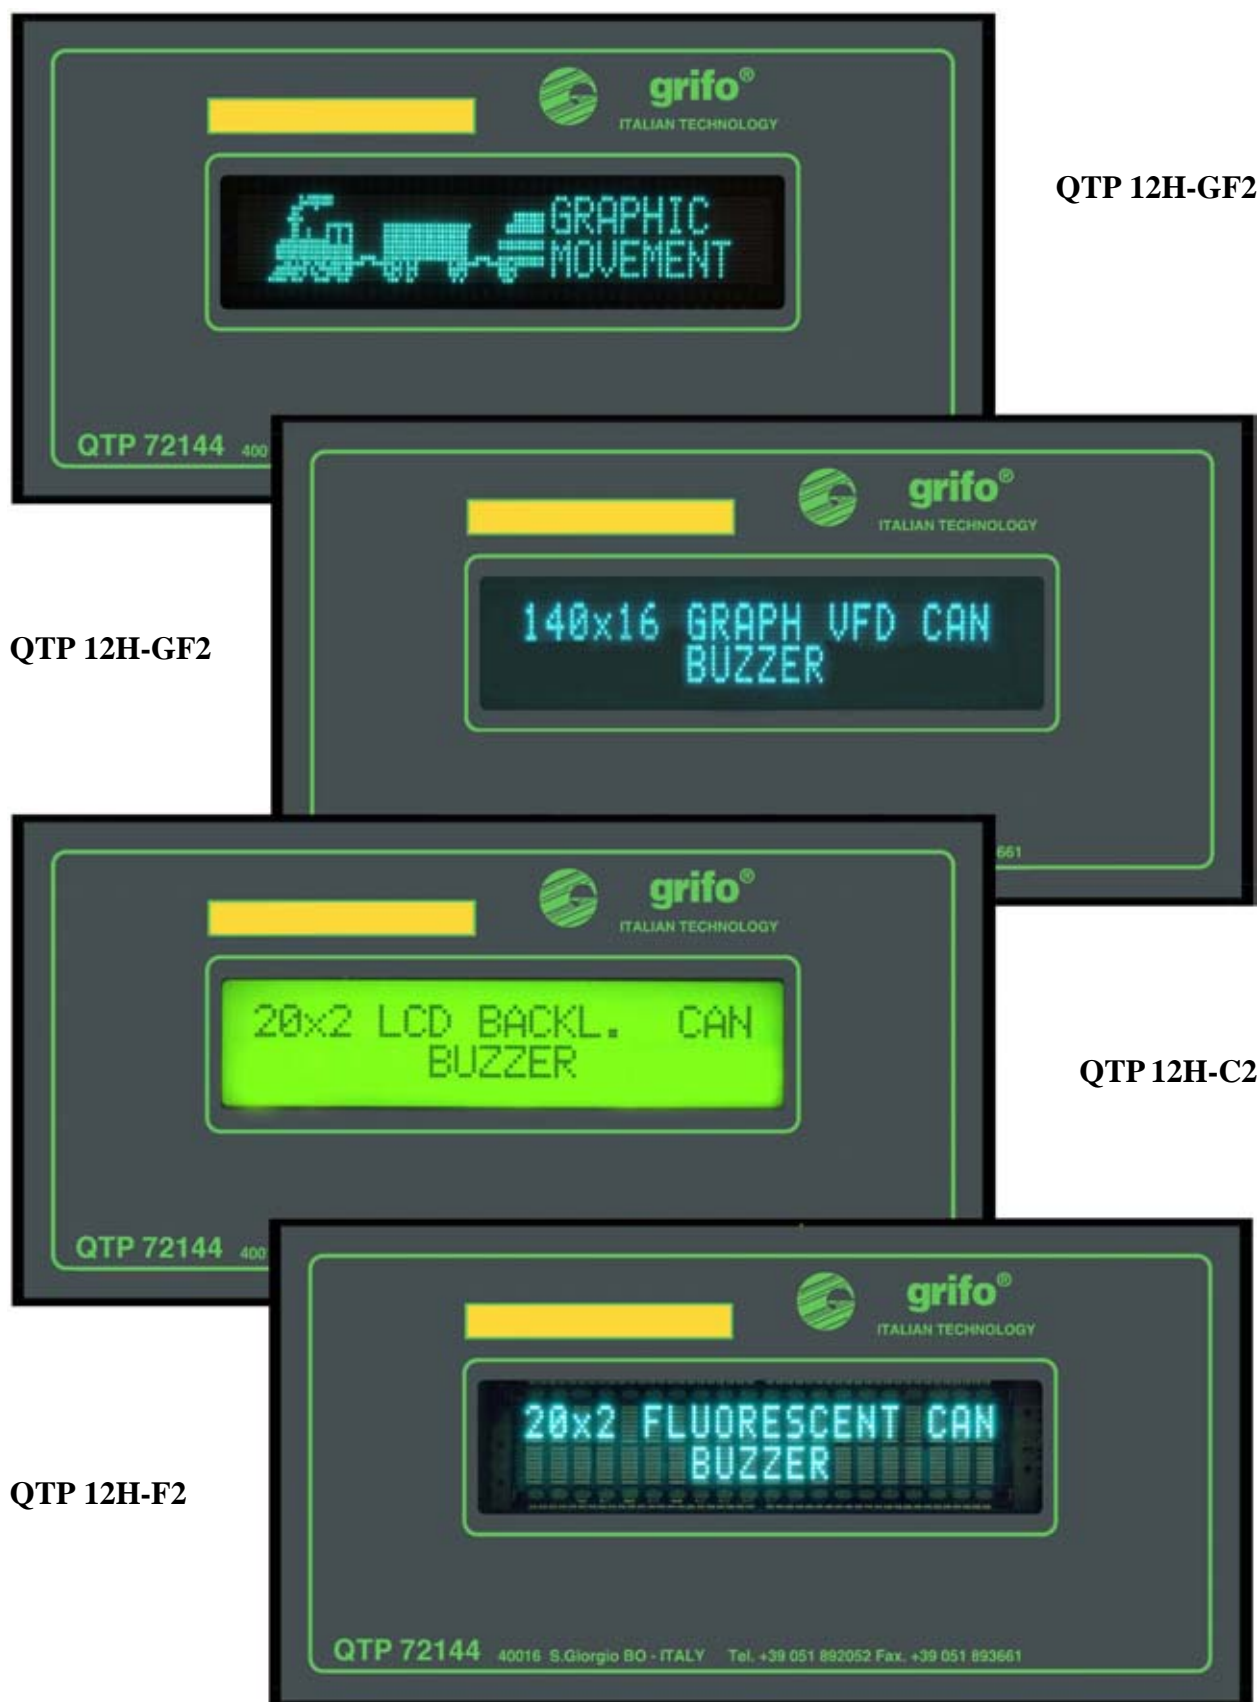 grifo®
ITALIAN TECHNOLOGY
QTP 12H-GF2
GRAPHIC
MOVEMENT
QTP 72144 400
grifo®
ITALIAN TECHNOLOGY
QTP 12H-GF2
140x16 GRAPH VFD CAN
BUZZER
661
grifo®
ITALIAN TECHNOLOGY
20x2 LCD BACKL. CAN
BUZZER
QTP 12H-C2
QTP 72144 400
grifo®
ITALIAN TECHNOLOGY
20x2 FLUORESCENT CAN
BUZZER
QTP 12H-F2
QTP 72144 40016 S.Giorgio BO - ITALY Tel. +39 051 892052 Fax. +39 051 893661